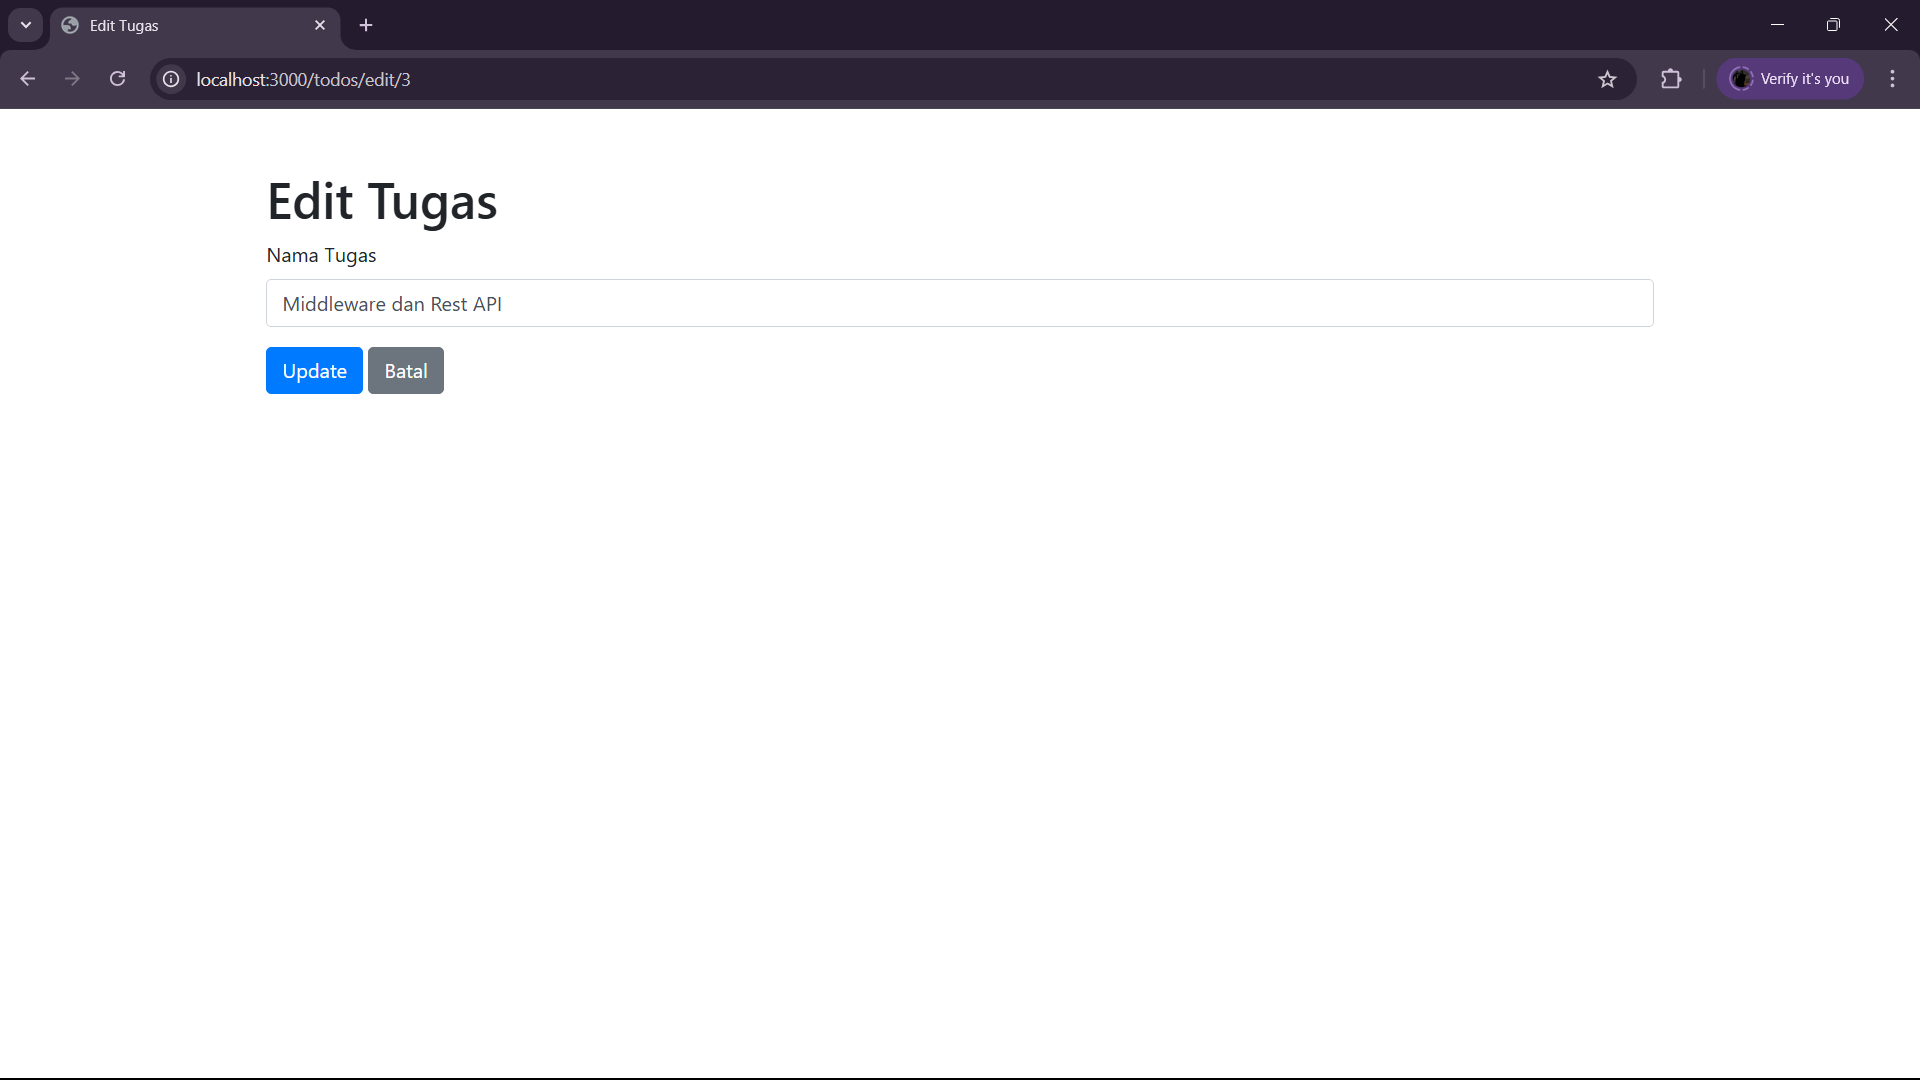 Edit Tugas
localhost:3000/todos/edit/3
Verify it's you
Edit Tugas
Nama Tugas
Middleware dan Rest API
Update Batal